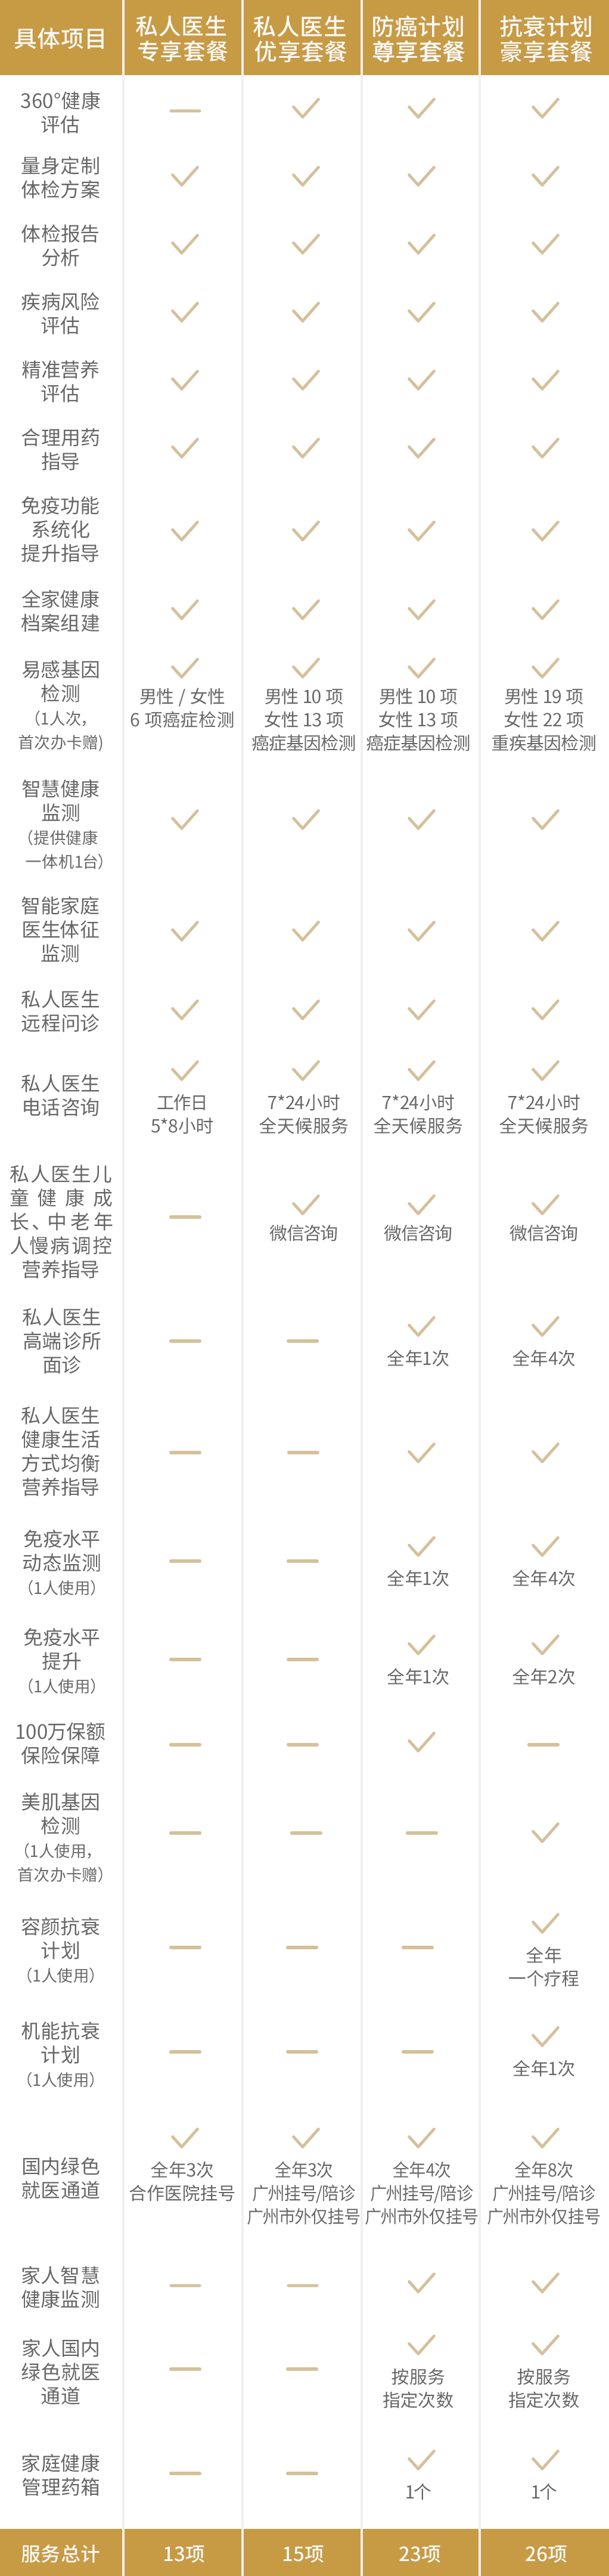 具体项目
私人医生
专享套餐
私人医生
优享套餐
防癌计划
尊享套餐
抗衰计划
豪享套餐
360°健康
评估
量身定制
体检方案
体检报告
分析
疾病风险
评估
精准营养
评估
合理用药
指导
免疫功能
系统化
提升指导
全家健康
档案组建
易感基因
检测
（1人次，
首次办卡赠)
男性 / 女性
6 项癌症检测
男性 10 项
女性 13 项
癌症基因检测
男性 10 项
女性 13 项
癌症基因检测
男性 19 项
女性 22 项
重疾基因检测
智慧健康
监测
（提供健康
一体机1台）
智能家庭
医生体征
监测
私人医生
远程问诊
私人医生
电话咨询
工作日
5*8小时
7*24小时
全天候服务
7*24小时
全天候服务
7*24小时
全天候服务
私人医生儿
童健康成
长、中老年
人慢病调控
营养指导
微信咨询
微信咨询
微信咨询
私人医生
高端诊所
面诊
全年1次
全年4次
私人医生
健康生活
方式均衡
营养指导
免疫水平
动态监测
（1人使用）
全年1次
全年4次
免疫水平
提升
（1人使用）
全年1次
全年2次
100万保额
保险保障
美肌基因
检测
（1人使用，
首次办卡赠）
容颜抗衰
计划
（1人使用）
全年
一个疗程
机能抗衰
计划
（1人使用）
全年1次
国内绿色
就医通道
全年3次
合作医院挂号
全年3次
广州挂号/陪诊
广州市外仅挂号
全年4次
广州挂号/陪诊
广州市外仅挂号
全年8次
广州挂号/陪诊
广州市外仅挂号
家人智慧
健康监测
家人国内
绿色就医
通道
按服务
指定次数
按服务
指定次数
家庭健康
管理药箱
1个
1个
服务总计
13项
15项
23项
26项